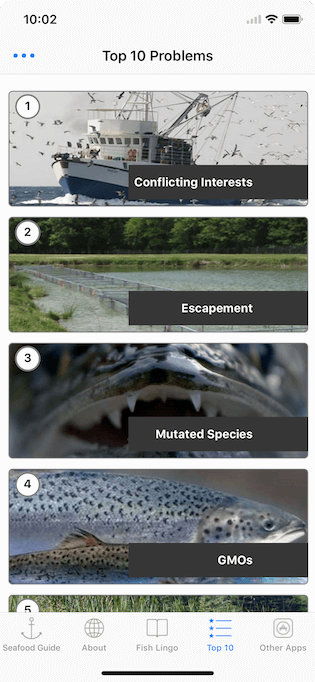 10:02
Top 10 Problems
1
Conflicting Interests
2
Escapement
3
Mutated Species
4
GMOs
5
Seafood Guide
About
Fish Lingo
Top 10
Other Apps